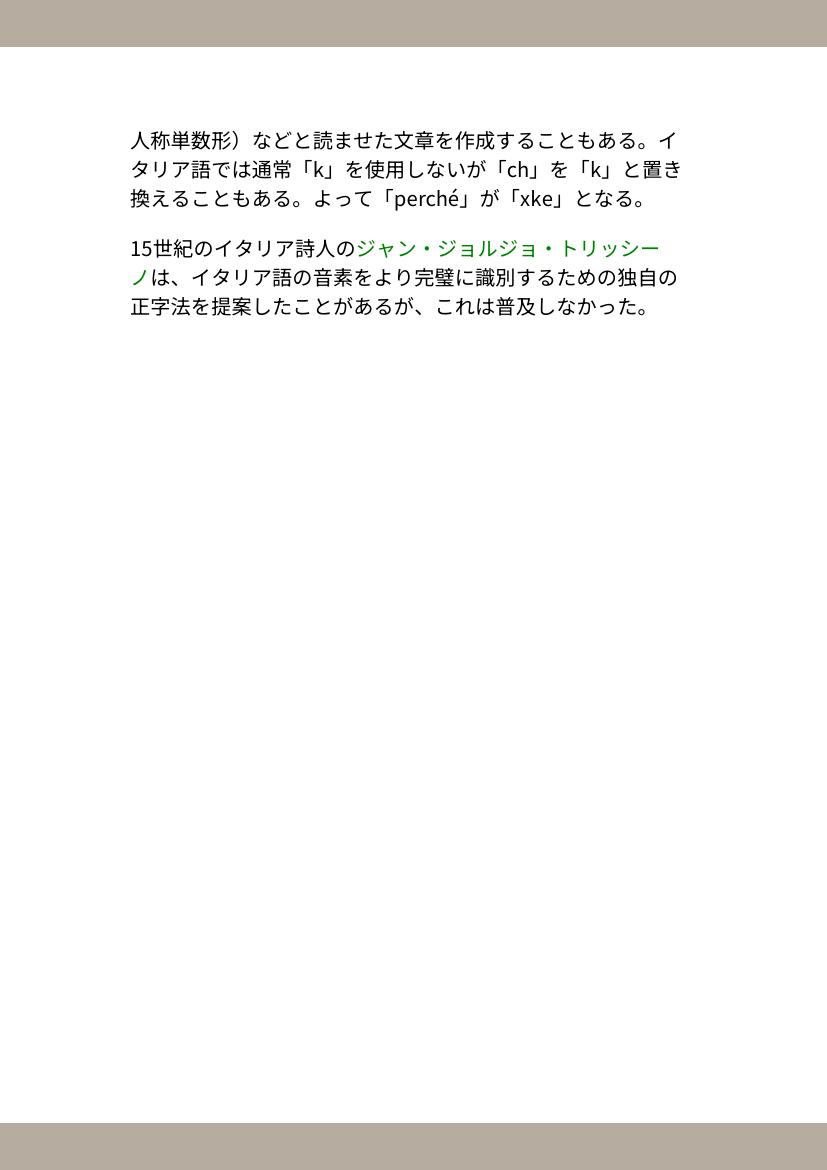 人称単数形）などと読ませた文章を作成することもある。イ
タリア語では通常「k」を使用しないが「ch」を「k」と置き
換えることもある。よって「perché」が「xke」となる。
15世紀のイタリア詩人のジャン・ジョルジョ・トリッシー
ノは、イタリア語の音素をより完璧に識別するための独自の
正字法を提案したことがあるが、これは普及しなかった。